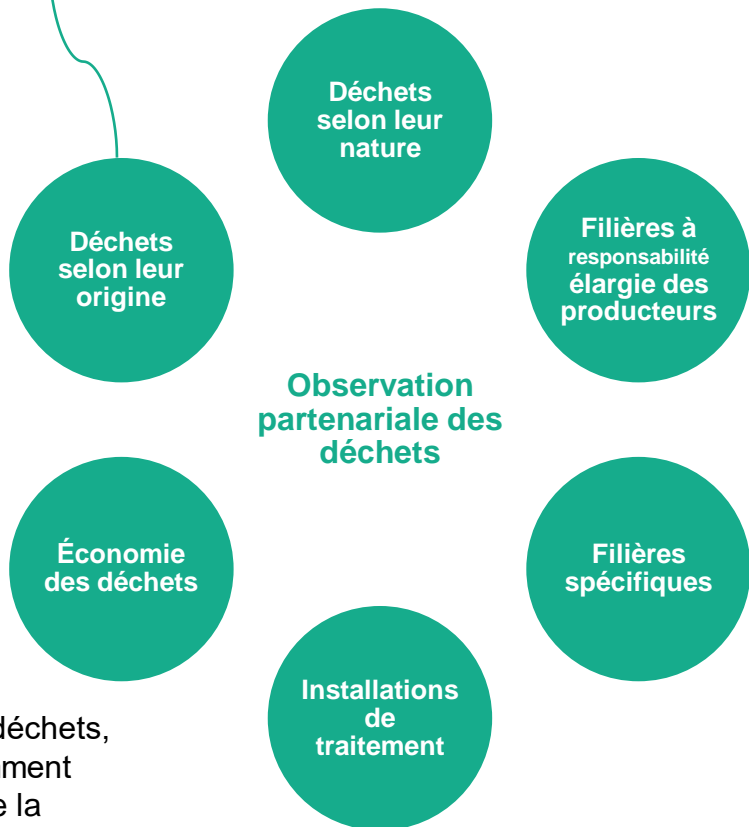 Déchets
selon leur
nature
Déchets
selon leur
origine
Filières à
responsabilité
élargie des
producteurs
Observation
partenariale des
déchets
Économie
des déchets
Filières
spécifiques
Installations
de
traitement
déchets,
mment
e la